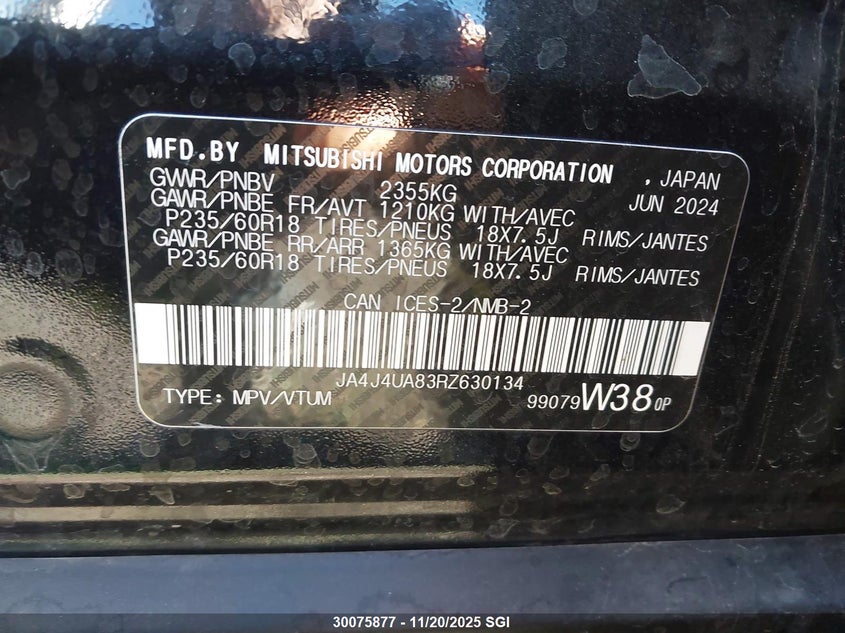 MFD.BY MITSUBISHI MOTORS CORPORATION , JAPAN
GVWR/PNBV 2355KG JUN 2024
GAWR/PNBE FR/AVT 1210KG WITH/AVEC
P235/60R18 TIRES/PNEUS 18X7.5J RIMS/JANTES
GAWR/PNBE RR/ARR 1365KG WITH/AVEC
P235/60R18 TIRES/PNEUS 18X7.5J RIMS/JANTES
CAN ICES-2/NMB-2
JA4J4UA83RZ630134
TYPE: MPV/VTUM 99079W38 0P
30075877 - 11/20/2025 SGI